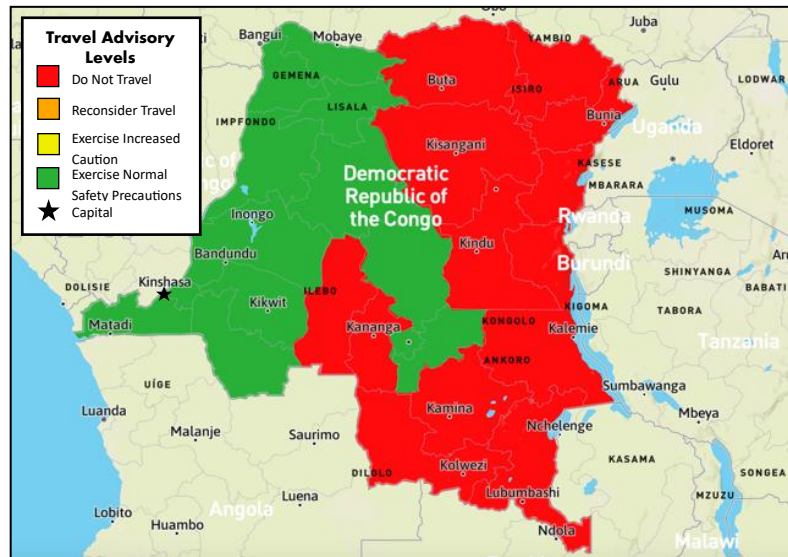 Travel Advisory
Levels
Do Not Travel
Reconsider Travel
Exercise Increased
Caution
Exercise Normal
Safety Precautions
Capital
Bangui
Mobaye
YAMBIO
Juba
GEMENA
Buta
ISIRO
ARUA
Gulu
LODWAR
IMPFONDO
LISALA
Bunia
Uganda
Kisangani
Eldoret
KASESE
Democratic
Republic of
the Congo
MBARARA
Inongo
Rwanda
MUSOMA
Bandundu
Kindu
Burundi
DOLISIE
Kinshasa
ILEBO
SHINYANGA
BABATI
Kikwit
KIGOMA
TABORA
Matadi
Kananga
KONGOLO
Kalemie
Tanzania
ANKORO
UÍGE
Sumbawanga
Luanda
Kamina
Mbeya
Malanje
Nchelenge
Saurimo
KASAMA
DILOLO
Kolwezi
SONGEA
Lobito
Angola
Luena
Lubumbashi
MZUZU
Huambo
Ndola
Malawi